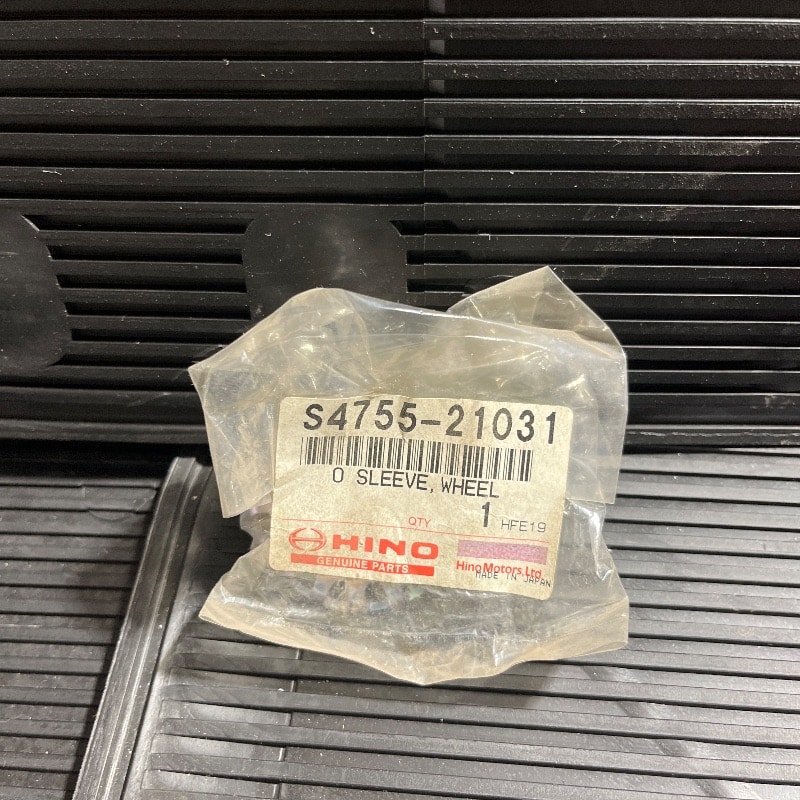 S4755-21031
O SLEEVE, WHEEL
QTY 1 HFE19
HINO
GENUINE PARTS
Hino Motors, Ltd.
MADE IN JAPAN